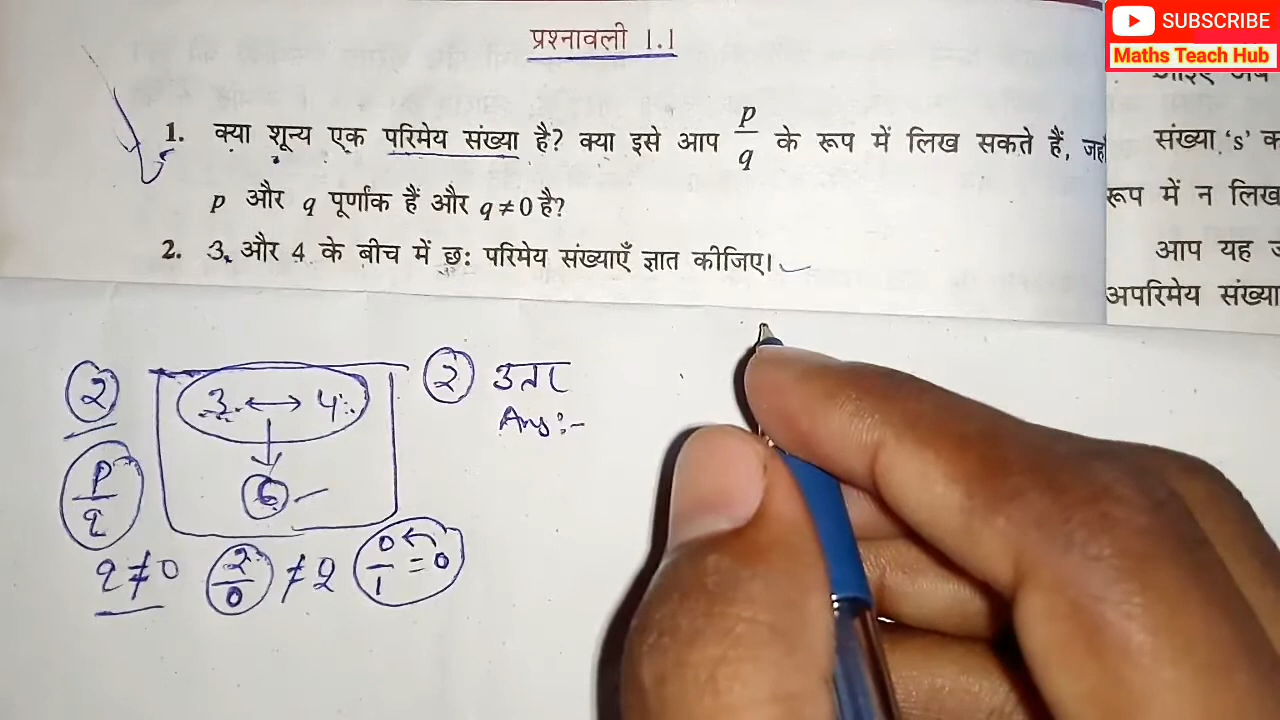 SUBSCRIBE
Maths Teach Hub
प्रश्नावली 1.1
1. क्या शून्य एक परिमेय संख्या है? क्या इसे आप p/q के रूप में लिख सकते हैं, जहाँ
p और q पूर्णांक हैं और q ≠ 0 है?
2. 3 और 4 के बीच में छः परिमेय संख्याएँ ज्ञात कीजिए।
संख्या 's'
रूप में न लिख
आप यह
अपरिमेय संख्या
2 3 ↔ 4 2 उत्तर
Ans:-
p/q 6
q ≠ 0 2/0 ≠ 2 0/1 = 0